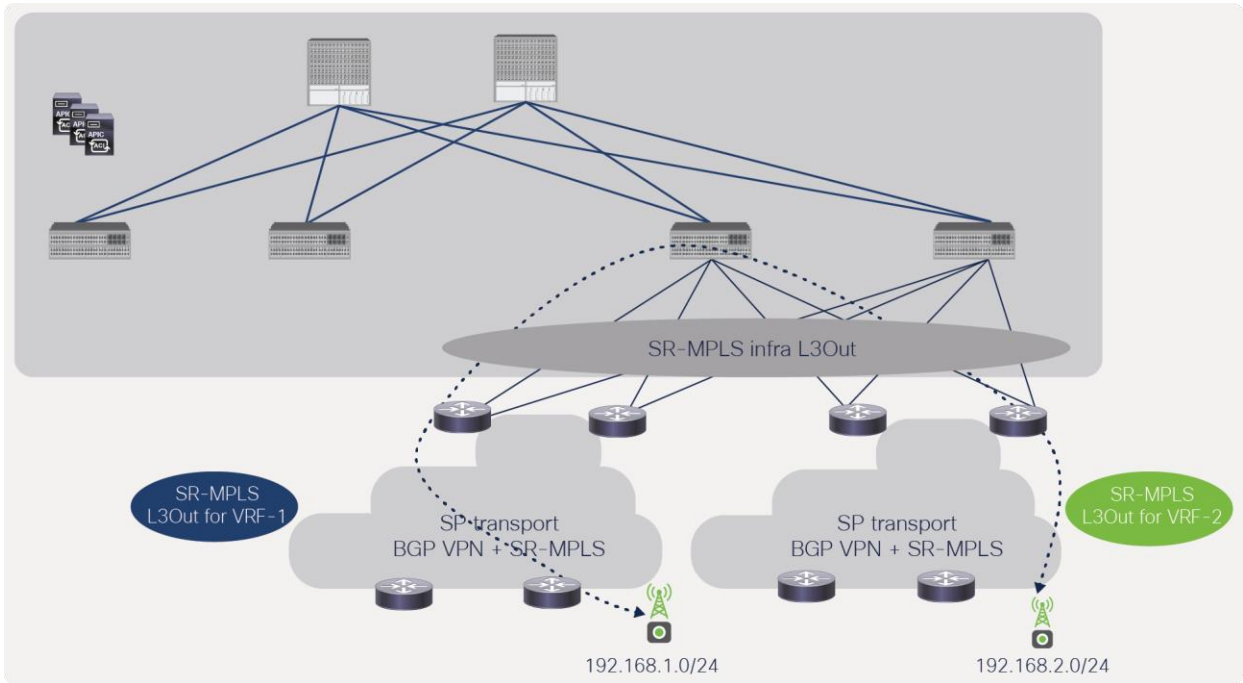 APIC
ACI
SR-MPLS infra L3Out
SR-MPLS
L3Out for VRF-1
SP transport
BGP VPN + SR-MPLS
SP transport
BGP VPN + SR-MPLS
SR-MPLS
L3Out for VRF-2
192.168.1.0/24
192.168.2.0/24